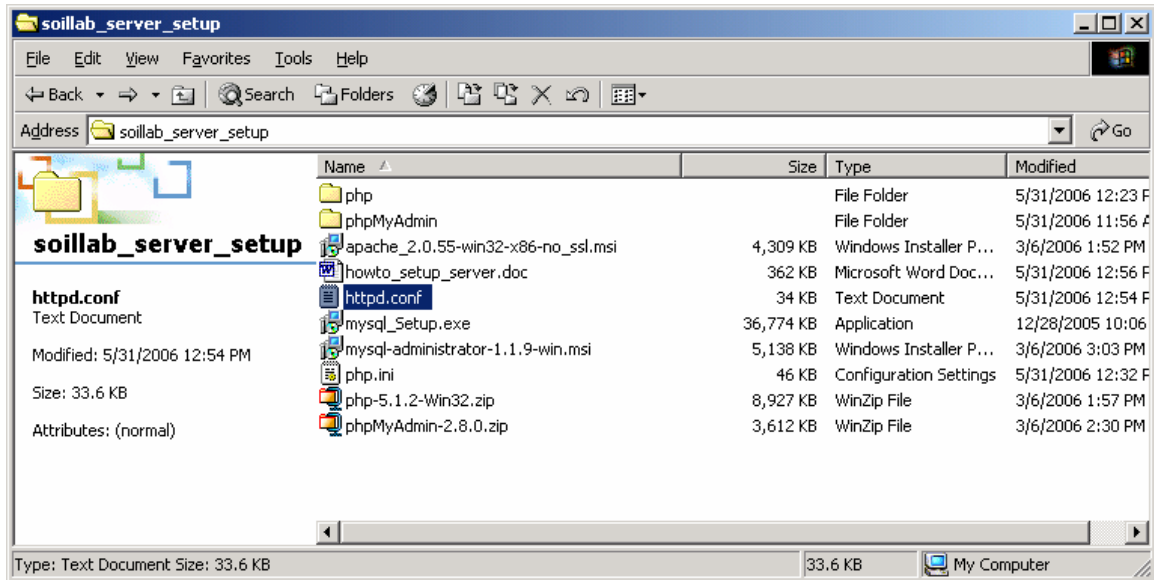 soillab_server_setup
File Edit View Favorites Tools Help
Back Search Folders
Address soillab_server_setup Go
Name Size Type Modified
php File Folder 5/31/2006 12:23 P
phpMyAdmin File Folder 5/31/2006 11:56 A
apache_2.0.55-win32-x86-no_ssl.msi 4,309 KB Windows Installer P... 3/6/2006 1:52 PM
howto_setup_server.doc 362 KB Microsoft Word Doc... 5/31/2006 12:56 P
httpd.conf 34 KB Text Document 5/31/2006 12:54 P
mysql_Setup.exe 36,774 KB Application 12/28/2005 10:06
mysql-administrator-1.1.9-win.msi 5,138 KB Windows Installer P... 3/6/2006 3:03 PM
php.ini 46 KB Configuration Settings 5/31/2006 12:32 P
php-5.1.2-Win32.zip 8,927 KB WinZip File 3/6/2006 1:57 PM
phpMyAdmin-2.8.0.zip 3,612 KB WinZip File 3/6/2006 2:30 PM
soillab_server_setup
httpd.conf
Text Document
Modified: 5/31/2006 12:54 PM
Size: 33.6 KB
Attributes: (normal)
Type: Text Document Size: 33.6 KB 33.6 KB My Computer